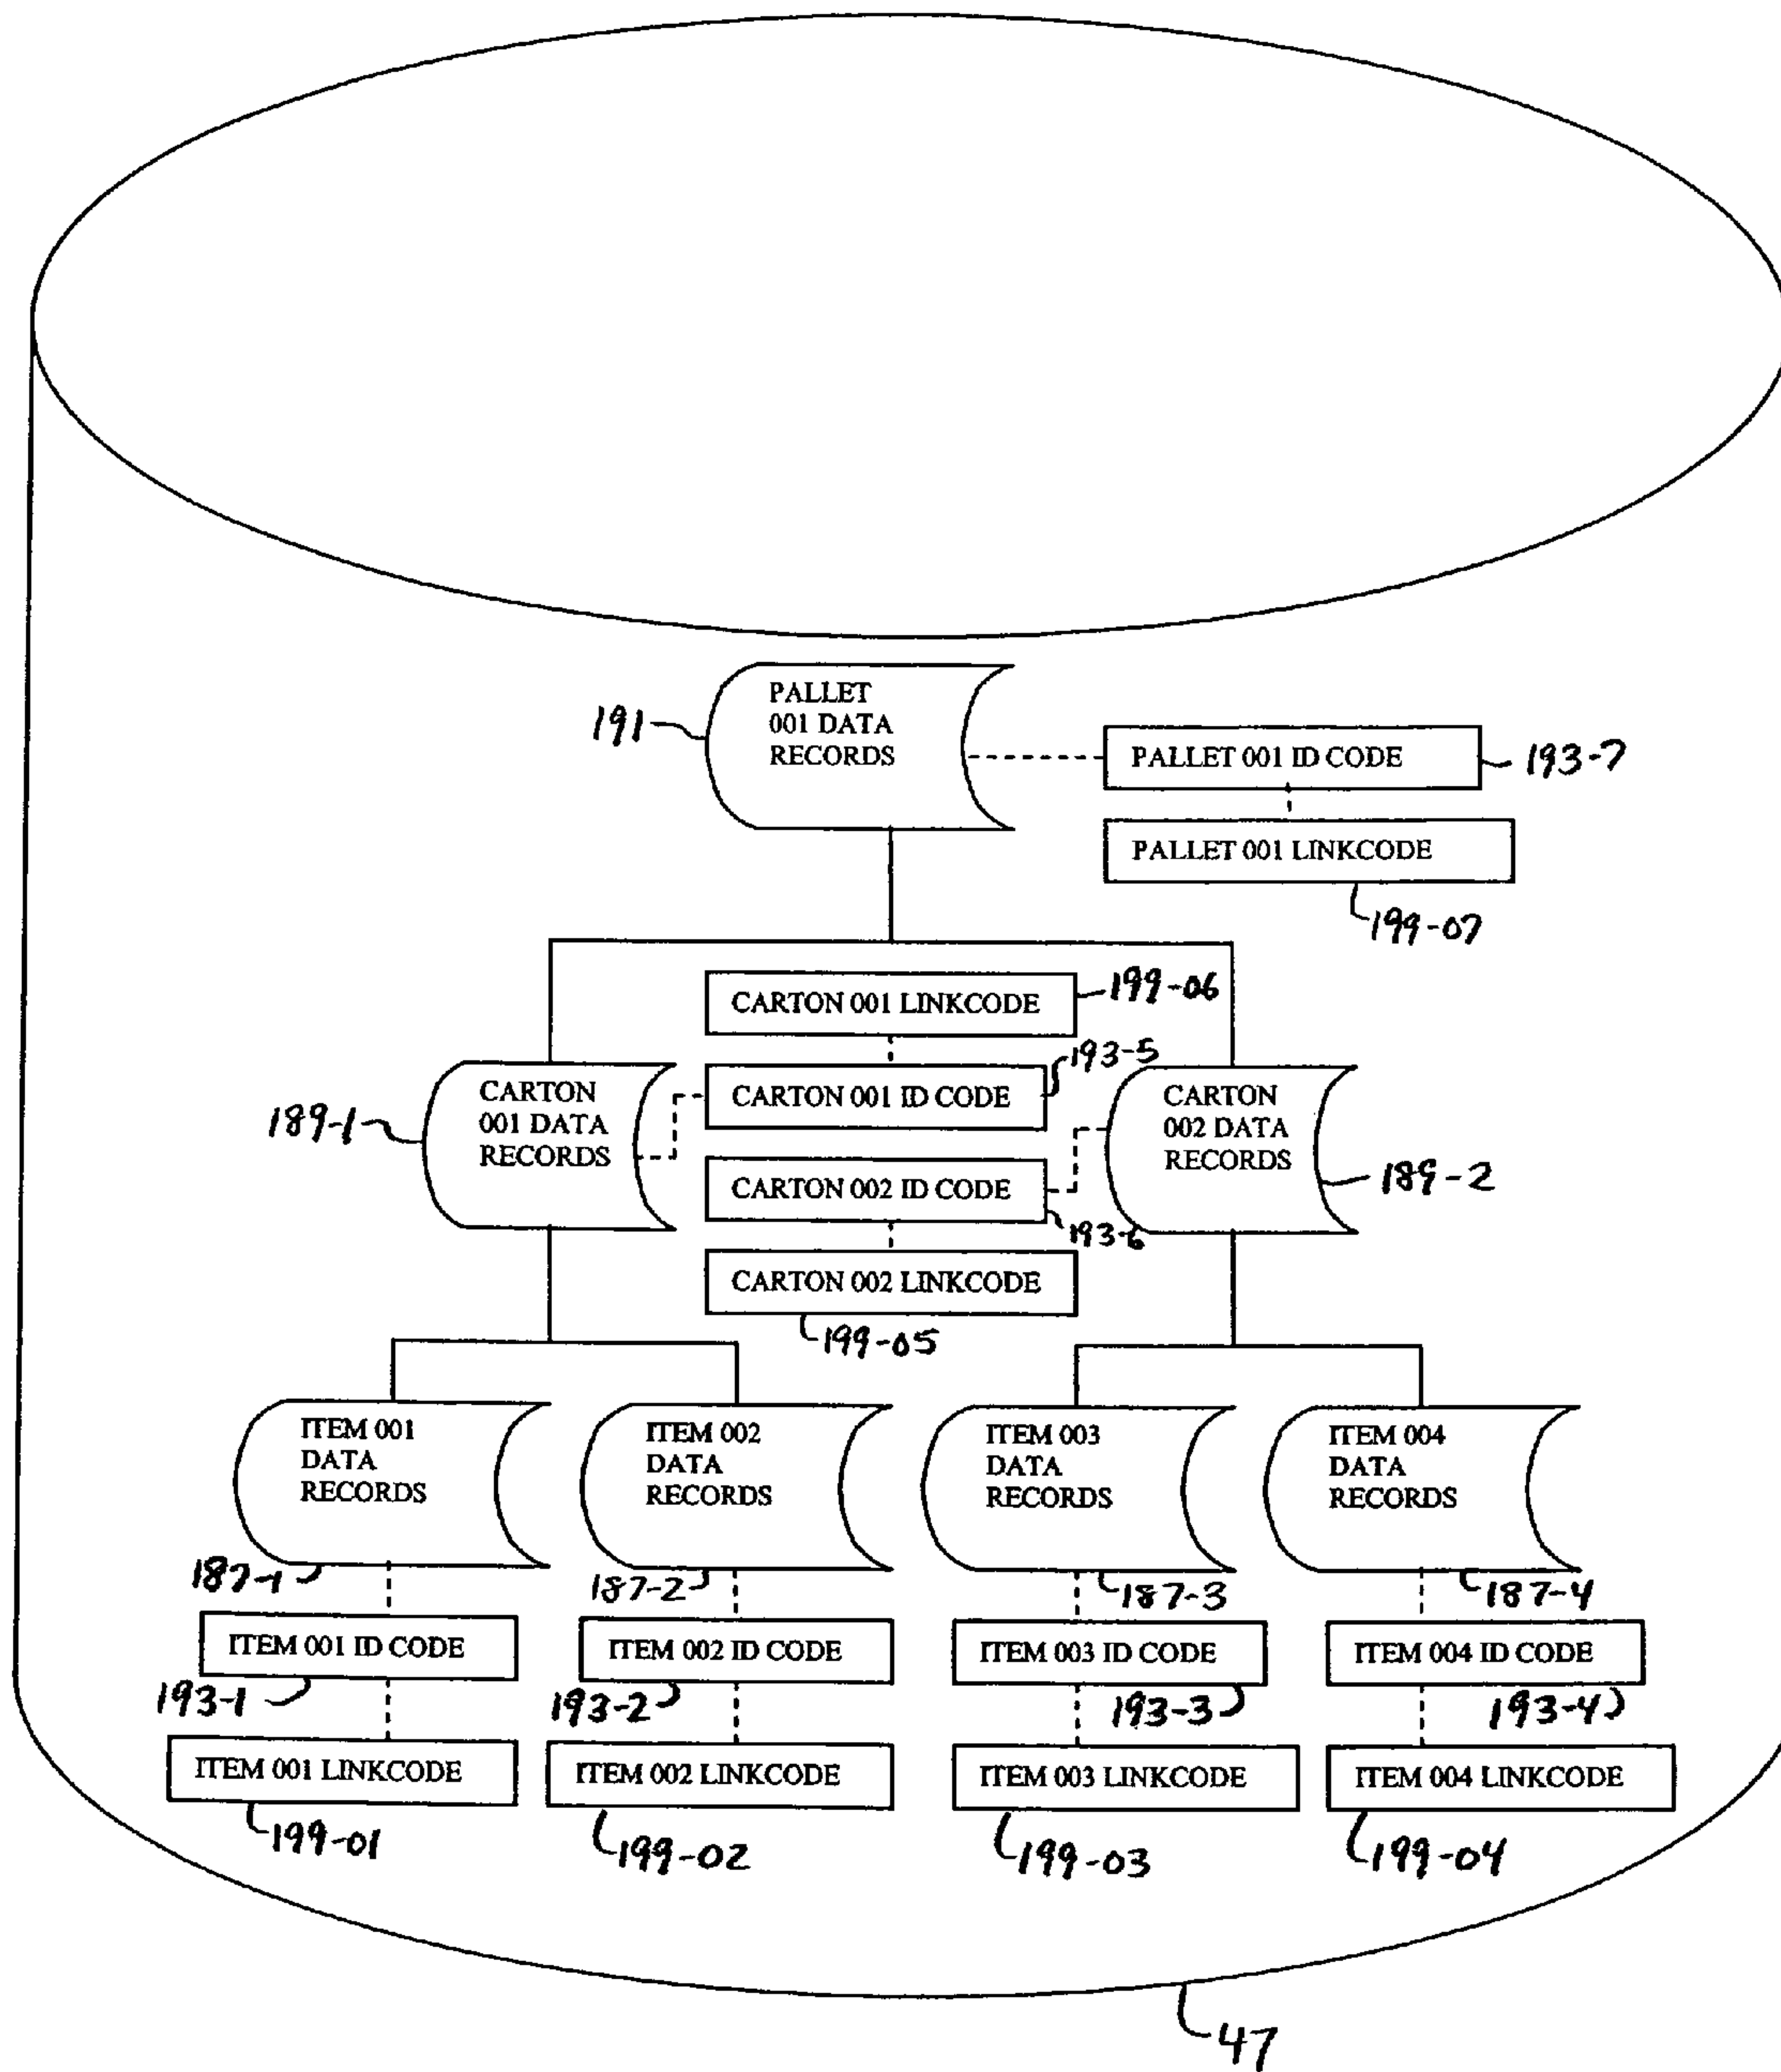 PALLET
001 DATA
RECORDS
191
PALLET 001 ID CODE
193-7
PALLET 001 LINKCODE
199-07
CARTON 001 LINKCODE
199-06
CARTON
001 DATA
RECORDS
189-1
CARTON 001 ID CODE
193-5
CARTON
002 DATA
RECORDS
189-2
CARTON 002 ID CODE
193-6
CARTON 002 LINKCODE
199-05
ITEM 001
DATA
RECORDS
ITEM 002
DATA
RECORDS
ITEM 003
DATA
RECORDS
ITEM 004
DATA
RECORDS
187-1
187-2
187-3
187-4
ITEM 001 ID CODE
ITEM 002 ID CODE
ITEM 003 ID CODE
ITEM 004 ID CODE
193-1
193-2
193-3
193-4
ITEM 001 LINKCODE
ITEM 002 LINKCODE
ITEM 003 LINKCODE
ITEM 004 LINKCODE
199-01
199-02
199-03
199-04
47